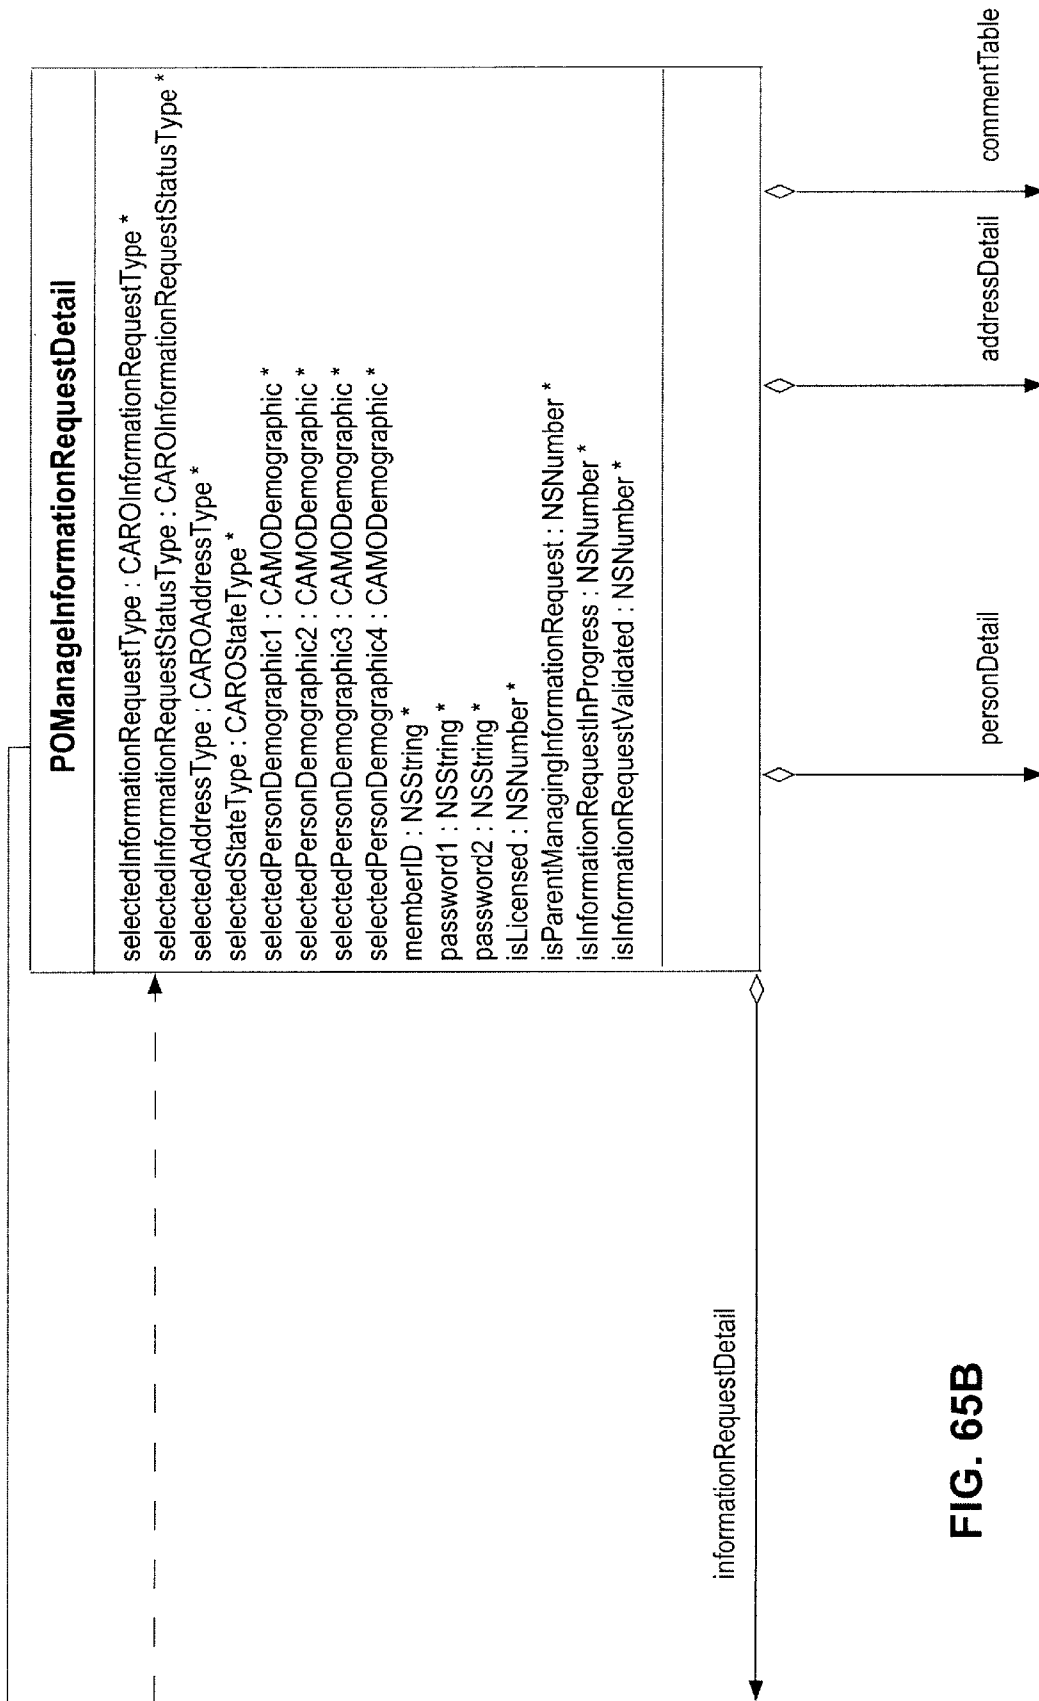 POManageInformationRequestDetail
selectedInformationRequestType : CAROInformationRequestType *
selectedInformationRequestStatusType : CAROInformationRequestStatusType *
selectedAddressType : CAROAddressType *
selectedStateType : CAROStateType *
selectedPersonDemographic1 : CAMODemographic *
selectedPersonDemographic2 : CAMODemographic *
selectedPersonDemographic3 : CAMODemographic *
selectedPersonDemographic4 : CAMODemographic *
memberID : NSString *
password1 : NSString *
password2 : NSString *
isLicensed : NSNumber *
isParentManagingInformationRequest : NSNumber *
isInformationRequestInProgress : NSNumber *
isInformationRequestValidated : NSNumber *
informationRequestDetail
personDetail
addressDetail
commentTable
FIG. 65B